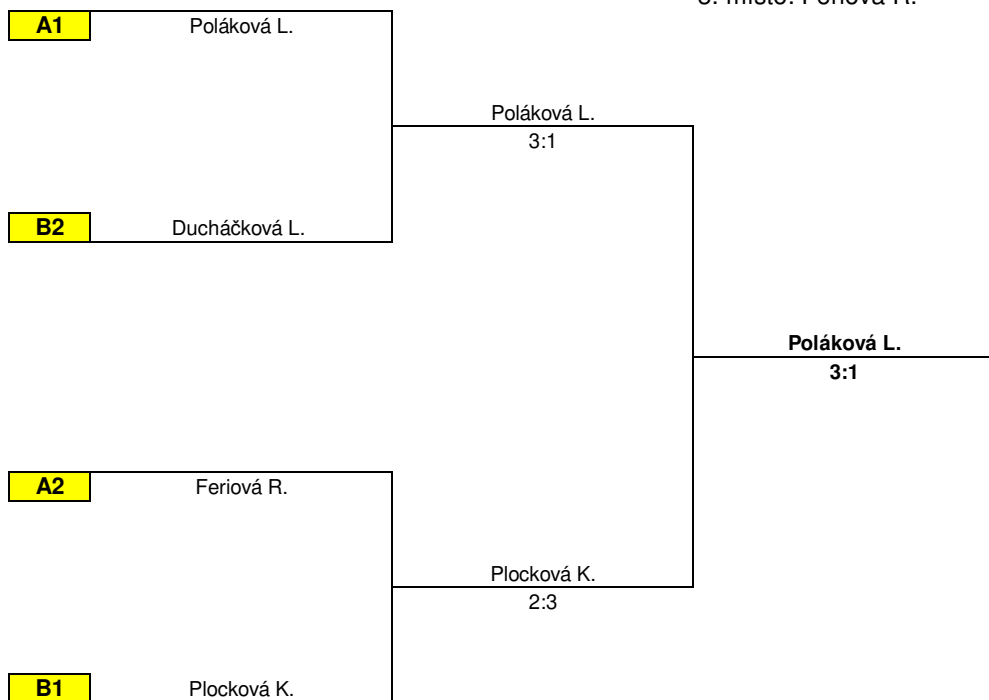 3. místo: Feriová R.
A1 Poláková L.
Poláková L.
3:1
B2 Ducháčková L.
Poláková L.
3:1
A2 Feriová R.
Plocková K.
2:3
B1 Plocková K.